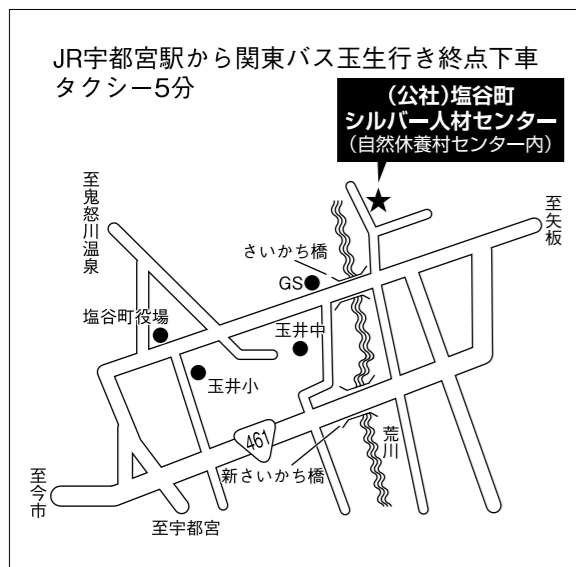 JR宇都宮駅から関東バス玉生行き終点下車
タクシー5分
(公社)塩谷町
シルバー人材センター
(自然休養村センター内)
至鬼怒川温泉
至矢板
さいかち橋
GS
塩谷町役場
玉井中
玉井小
461
荒川
新さいかち橋
至今市
至宇都宮